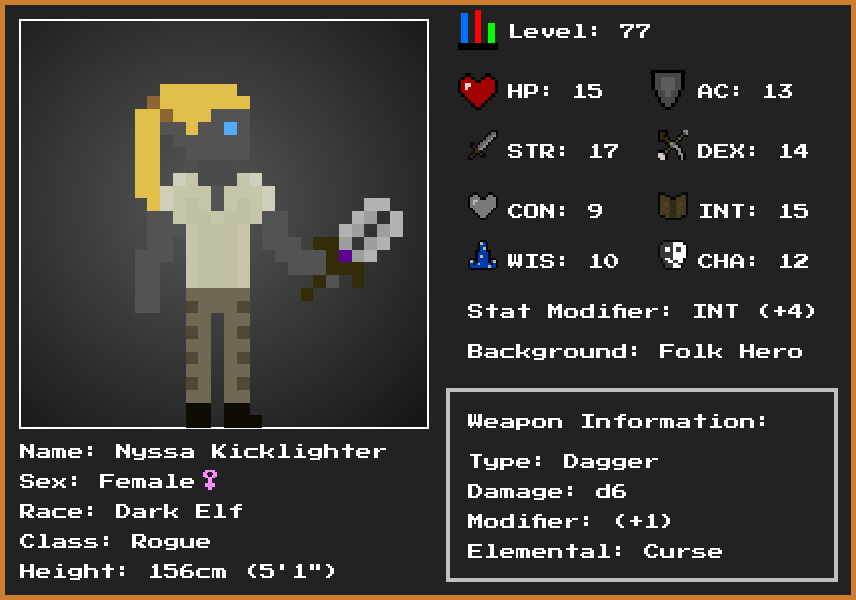 Level: 77
HP: 15 AC: 13
STR: 17 DEX: 14
CON: 9 INT: 15
WIS: 10 CHA: 12
Stat Modifier: INT (+4)
Background: Folk Hero
Weapon Information:
Type: Dagger
Damage: d6
Modifier: (+1)
Elemental: Curse
Name: Nyssa Kicklighter
Sex: Female♀
Race: Dark Elf
Class: Rogue
Height: 156cm (5'1")